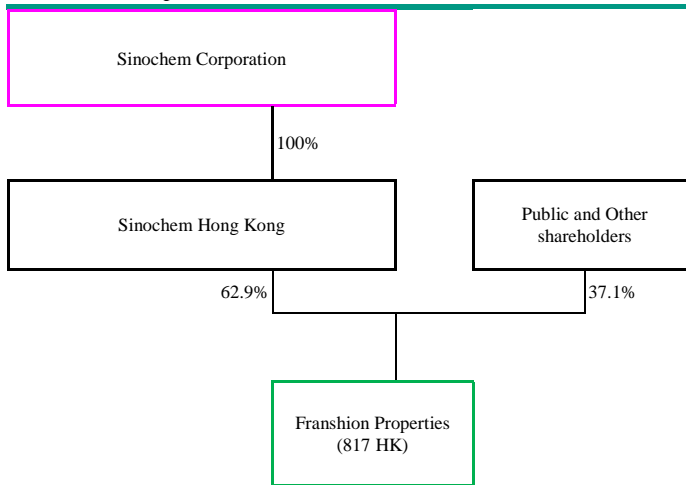 Sinochem Corporation
100%
Sinochem Hong Kong
Public and Other
shareholders
62.9%
37.1%
Franshion Properties
(817 HK)